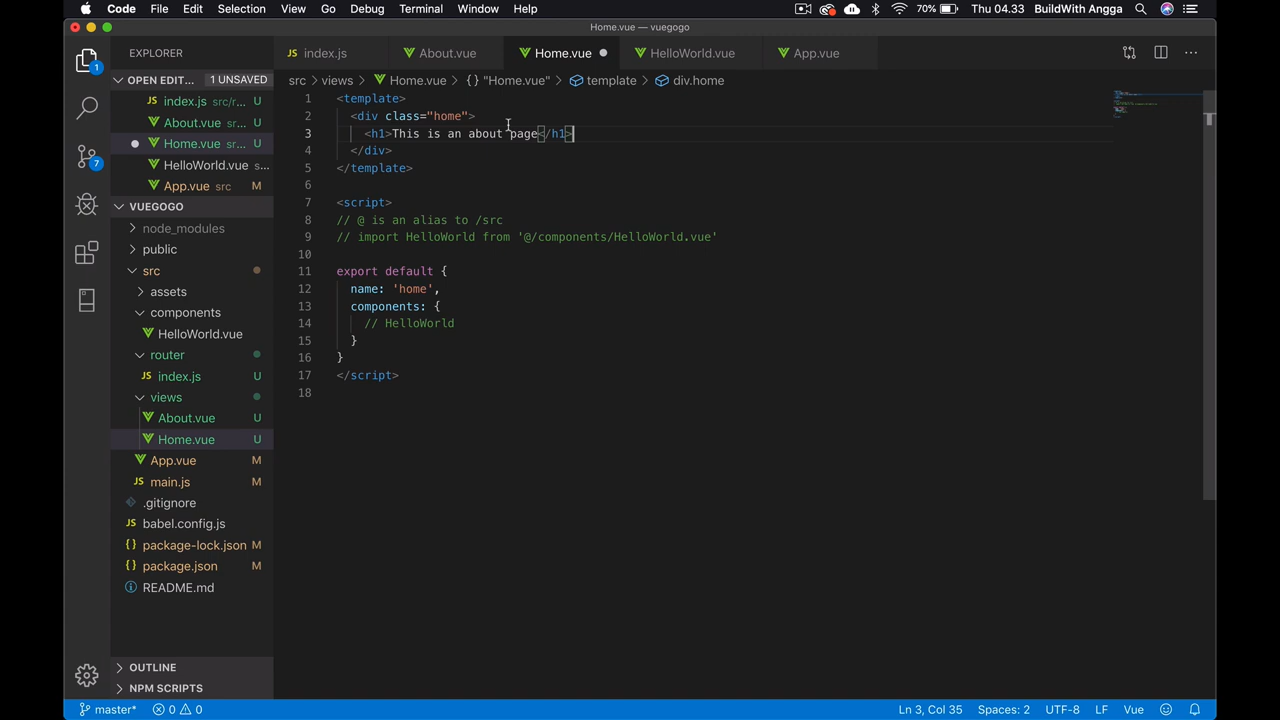 Code File Edit Selection View Go Debug Terminal Window Help 70% Thu 04.33 BuildWith Angga
Home.vue — vuegogo
EXPLORER
index.js About.vue Home.vue HelloWorld.vue App.vue
OPEN EDIT... 1 UNSAVED
JS index.js src/r... U
About.vue sr... U
Home.vue sr... U
HelloWorld.vue s...
App.vue src M
VUEGOGO
node_modules
public
src
assets
components
HelloWorld.vue
router
JS index.js U
views
About.vue U
Home.vue U
App.vue M
JS main.js M
.gitignore
JS babel.config.js
{} package-lock.json M
{} package.json M
README.md
OUTLINE
NPM SCRIPTS
1
7
src > views > Home.vue > {} "Home.vue" > template > div.home
1 <template>
2 <div class="home">
3 <h1>This is an about page</h1>
4 </div>
5 </template>
6
7 <script>
8 // @ is an alias to /src
9 // import HelloWorld from '@/components/HelloWorld.vue'
10
11 export default {
12 name: 'home',
13 components: {
14 // HelloWorld
15 }
16 }
17 </script>
18
master* 0 0 Ln 3, Col 35 Spaces: 2 UTF-8 LF Vue